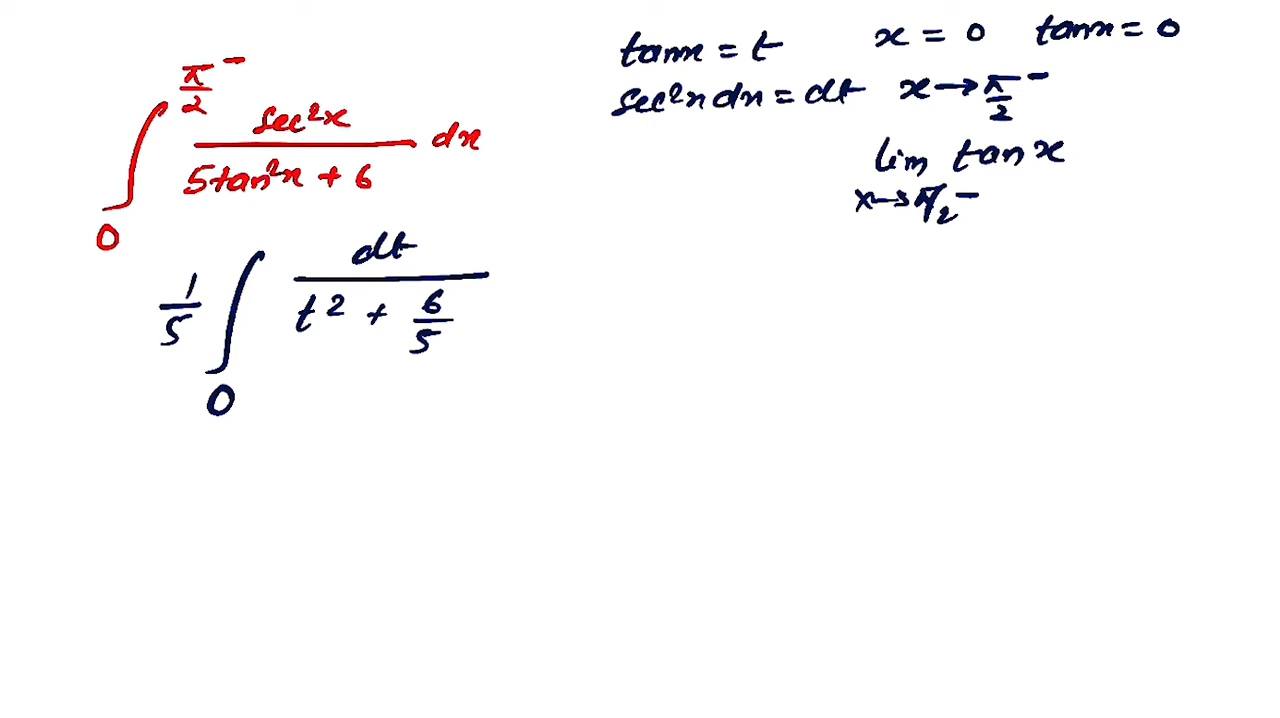 ∫₀^{π/2⁻} sec²x / (5tan²x + 6) dx
1/5 ∫₀ dt / (t² + 6/5)
tanx = t    x = 0    tanx = 0
sec²x dx = dt    x → π/2⁻
lim tan x
x→π/2⁻